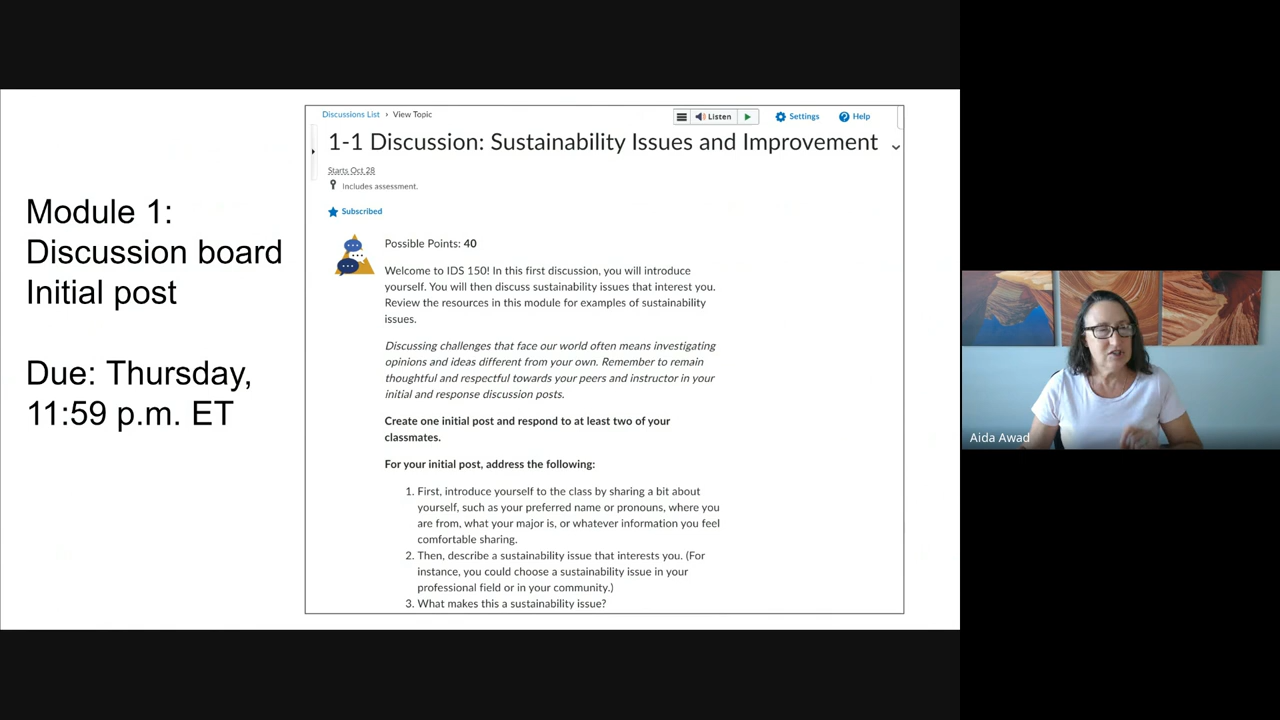 Module 1:
Discussion board
Initial post
Due: Thursday,
11:59 p.m. ET
Discussions List › View Topic
Listen
Settings
Help
1-1 Discussion: Sustainability Issues and Improvement
Starts Oct 28
Includes assessment.
Subscribed
Possible Points: 40
Welcome to IDS 150! In this first discussion, you will introduce
yourself. You will then discuss sustainability issues that interest you.
Review the resources in this module for examples of sustainability
issues.
Discussing challenges that face our world often means investigating
opinions and ideas different from your own. Remember to remain
thoughtful and respectful towards your peers and instructor in your
initial and response discussion posts.
Create one initial post and respond to at least two of your
classmates.
For your initial post, address the following:
1. First, introduce yourself to the class by sharing a bit about
yourself, such as your preferred name or pronouns, where you
are from, what your major is, or whatever information you feel
comfortable sharing.
2. Then, describe a sustainability issue that interests you. (For
instance, you could choose a sustainability issue in your
professional field or in your community.)
3. What makes this a sustainability issue?
Aida Awad